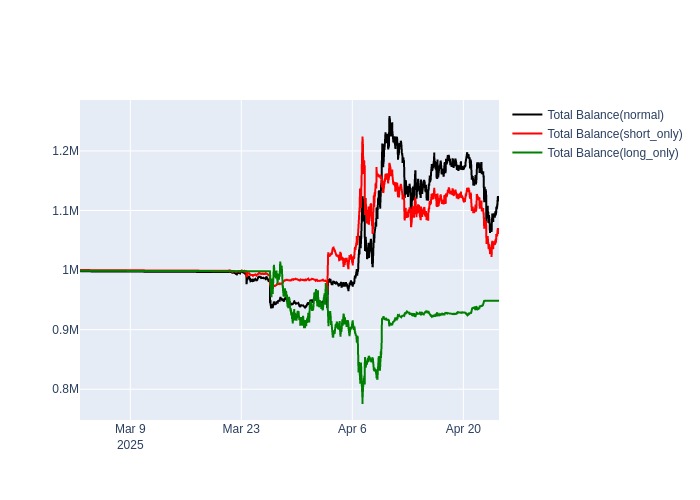 Total Balance(normal)
Total Balance(short_only)
Total Balance(long_only)
1.2M
1.1M
1M
0.9M
0.8M
Mar 9
2025
Mar 23
Apr 6
Apr 20